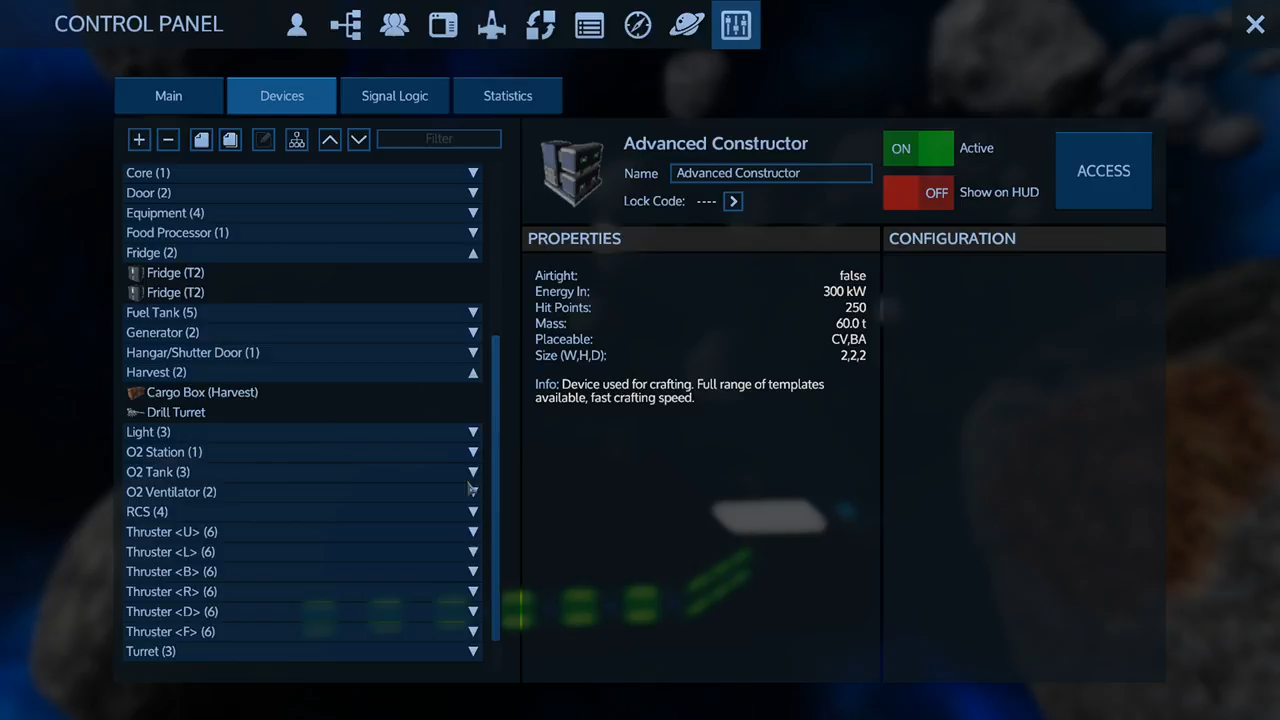 CONTROL PANEL
Main
Devices
Signal Logic
Statistics
Filter
Core (1)
Door (2)
Equipment (4)
Food Processor (1)
Fridge (2)
Fridge (T2)
Fridge (T2)
Fuel Tank (5)
Generator (2)
Hangar/Shutter Door (1)
Harvest (2)
Cargo Box (Harvest)
Drill Turret
Light (3)
O2 Station (1)
O2 Tank (3)
O2 Ventilator (2)
RCS (4)
Thruster <U> (6)
Thruster <L> (6)
Thruster <B> (6)
Thruster <R> (6)
Thruster <D> (6)
Thruster <F> (6)
Turret (3)
Advanced Constructor
Name Advanced Constructor
Lock Code: ----
ON Active
OFF Show on HUD
ACCESS
PROPERTIES
Airtight: false
Energy In: 300 kW
Hit Points: 250
Mass: 60.0 t
Placeable: CV,BA
Size (W,H,D): 2,2,2
Info: Device used for crafting. Full range of templates
available, fast crafting speed.
CONFIGURATION